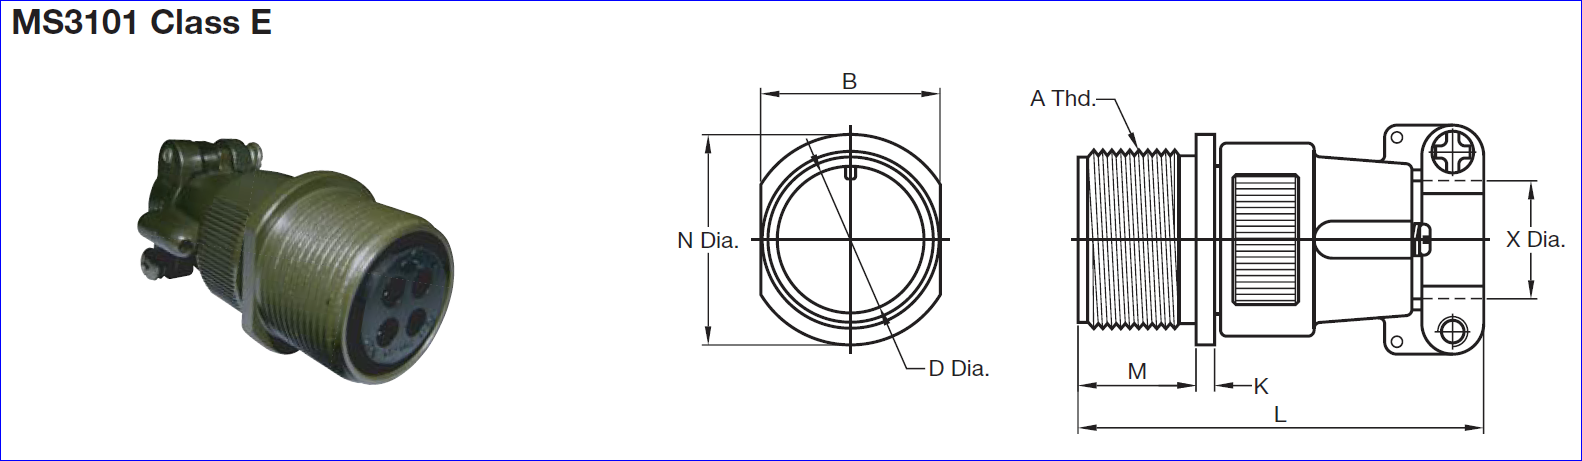 MS3101 Class E
B
A Thd.
N Dia.
X Dia.
D Dia.
M
K
L